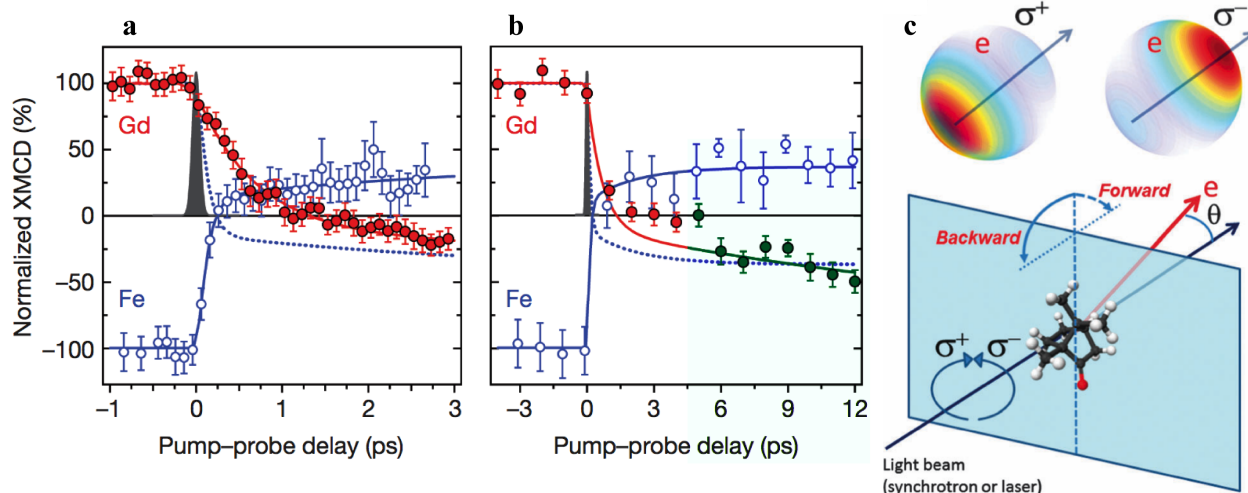 a
Normalized XMCD (%)
100
50
0
−50
−100
Gd
Fe
−1
0
1
2
3
Pump–probe delay (ps)
b
Gd
Fe
−3
0
3
6
9
12
Pump–probe delay (ps)
c
σ⁺
e
σ⁻
e
Forward
Backward
e
θ
σ⁺ σ⁻
Light beam
(synchrotron or laser)